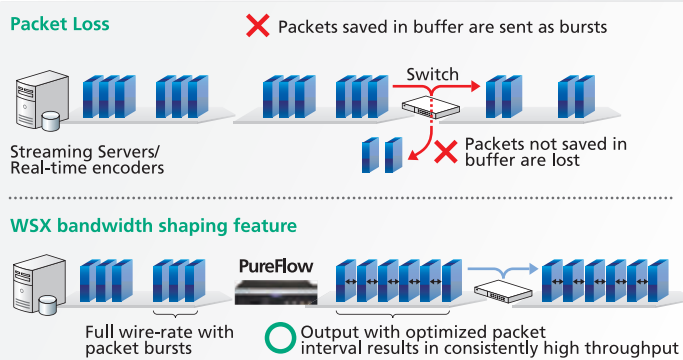 Packet Loss
Packets saved in buffer are sent as bursts
Switch
Streaming Servers/
Real-time encoders
Packets not saved in
buffer are lost
WSX bandwidth shaping feature
PureFlow
Full wire-rate with
packet bursts
Output with optimized packet
interval results in consistently high throughput